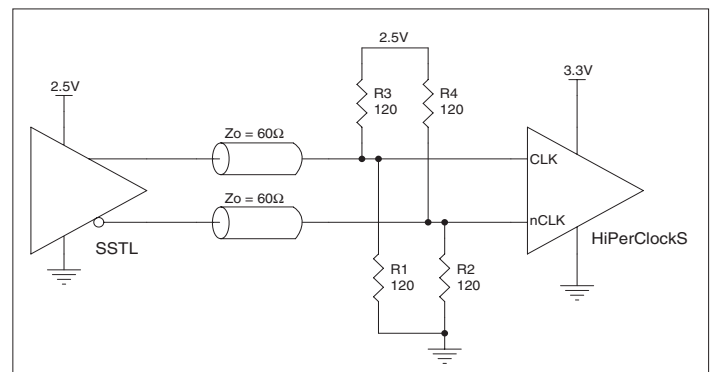 2.5V
2.5V
3.3V
R3
120
R4
120
Zo = 60Ω
CLK
Zo = 60Ω
nCLK
SSTL
HiPerClockS
R1
120
R2
120